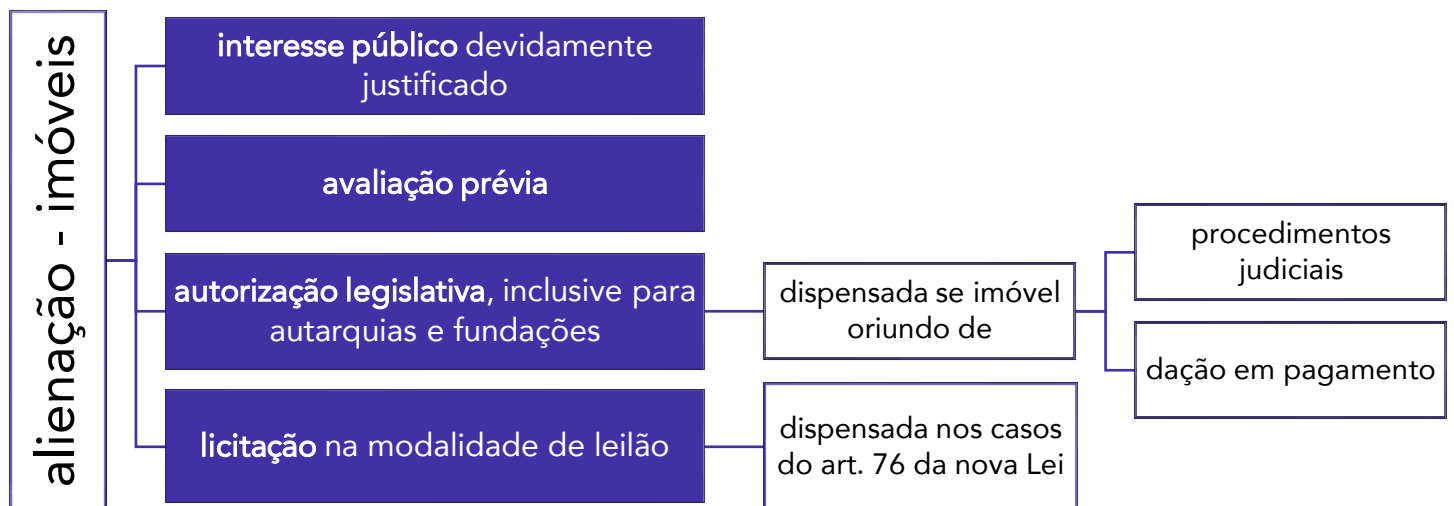 alienação - imóveis
interesse público devidamente
justificado
avaliação prévia
autorização legislativa, inclusive para
autarquias e fundações
dispensada se imóvel
oriundo de
procedimentos
judiciais
dação em pagamento
licitação na modalidade de leilão
dispensada nos casos
do art. 76 da nova Lei